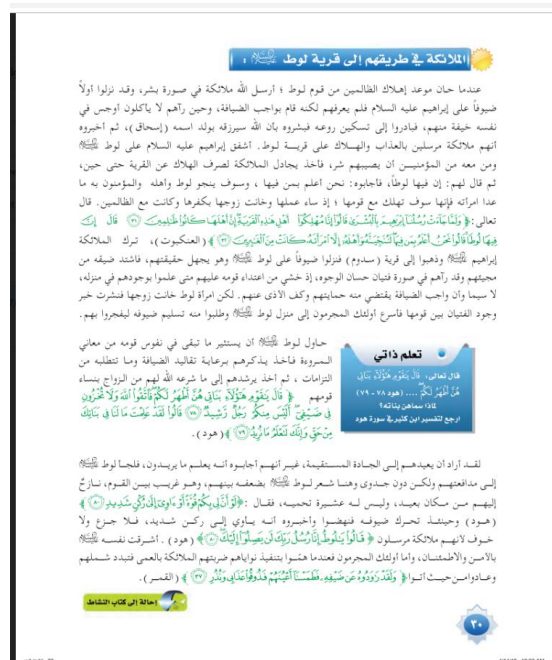 الملائكة في طريقهم إلى قرية لوط ﵇ :
عندما حان موعد إهلاك الظالمين من قوم لوط ؛ أرسل الله ملائكة في صورة بشر، وقد نزلوا أولاً
ضيوفاً على إبراهيم عليه السلام فلم يعرفهم لكنه قام بواجب الضيافة، وحين رآهم لا يأكلون أوجس في
نفسه خيفة منهم، فبادروا إلى تسكين روعه فبشروه بأن الله سيرزقه بولد اسمه (إسحاق)، ثم أخبروه
أنهم ملائكة مرسلين بالعذاب والهلاك على قرية لوط. أشفق إبراهيم عليه السلام على لوط ﵇
ومن معه من المؤمنين أن يصيبهم شر، فأخذ يجادل الملائكة لصرف الهلاك عن القرية حتى حين،
ثم قال لهم: إن فيها لوطاً، فأجابوه: نحن أعلم بمن فيها ، وسوف ينجو لوط وأهله والمؤمنون به ما
عدا امرأته فإنها سوف تهلك مع قومها ؛ إذ ساء عملها وخانت زوجها بكفرها وكانت مع الظالمين. قال
تعالى: ﴿ وَلَمَّا جَاءَتْ رُسُلُنَا إِبْرَاهِيمَ بِالْبُشْرَىٰ قَالُوا إِنَّا مُهْلِكُو أَهْلِ هَٰذِهِ الْقَرْيَةِ إِنَّ أَهْلَهَا كَانُوا ظَالِمِينَ ٣١ قَالَ إِنَّ
فِيهَا لُوطًا قَالُوا نَحْنُ أَعْلَمُ بِمَن فِيهَا لَنُنَجِّيَنَّهُ وَأَهْلَهُ إِلَّا امْرَأَتَهُ كَانَتْ مِنَ الْغَابِرِينَ ٣٢ ﴾ (العنكبوت)، ترك الملائكة
إبراهيم ﵇ وذهبوا إلى قرية (سدوم) فنزلوا ضيوفاً على لوط ﵇ وهو يجهل حقيقتهم، فاشتد ضيقه من
مجيئهم وقد رآهم في صورة فتيان حسان الوجوه، إذ خشي من اعتداء قومه عليهم متى علموا بوجودهم في منزله،
لا سيما وأن واجب الضيافة يقتضي منه حمايتهم وكف الأذى عنهم. لكن امرأة لوط خانت زوجها فنشرت خبر
وجود الفتيان بين قومها فأسرع أولئك المجرمون إلى منزل لوط ﵇ وطلبوا منه تسليم ضيوفه ليفجروا بهم.
حاول لوط ﵇ أن يستثير ما تبقى في نفوس قومه من معاني
المروءة فأخذ يذكرهم برعاية تقاليد الضيافة وما تتطلبه من
التزامات ، ثم أخذ يرشدهم إلى ما شرعه الله لهم من الزواج بنساء
قومهم ﴿ قَالَ يَا قَوْمِ هَٰؤُلَاءِ بَنَاتِي هُنَّ أَطْهَرُ لَكُمْ فَاتَّقُوا اللَّهَ وَلَا تُخْزُونِ
فِي ضَيْفِي أَلَيْسَ مِنكُمْ رَجُلٌ رَّشِيدٌ ٧٨ قَالُوا لَقَدْ عَلِمْتَ مَا لَنَا فِي بَنَاتِكَ
مِنْ حَقٍّ وَإِنَّكَ لَتَعْلَمُ مَا نُرِيدُ ٧٩ ﴾ (هود).
تعلم ذاتي
قال تعالى: قَالَ يَا قَوْمِ هَٰؤُلَاءِ بَنَاتِي
هُنَّ أَطْهَرُ لَكُمْ .... (هود ٧٨ - ٧٩)
لماذا سماهن بناته؟
ارجع لتفسير ابن كثير في سورة هود
لقد أراد أن يعيدهم إلى الجادة المستقيمة، غير أنهم أجابوه أنه يعلم ما يريدون، فلجأ لوط ﵇
إلى مدافعتهم ولكن دون جدوى وهنا شعر لوط ﵇ بضعفه بينهم، وهو غريب بين القوم، نازحٌ
إليهم من مكان بعيد، وليس له عشيرة تحميه، فقال :﴿لَوْ أَنَّ لِي بِكُمْ قُوَّةً أَوْ آوِي إِلَىٰ رُكْنٍ شَدِيدٍ ٨٠ ﴾
(هود) وحينئذ تحرك ضيوفه فنهضوا وأخبروه أنه يأوي إلى ركن شديد، فلا جزع ولا
خوف لأنهم ملائكة مرسلون ﴿ قَالُوا يَا لُوطُ إِنَّا رُسُلُ رَبِّكَ لَن يَصِلُوا إِلَيْكَ ﴾ (هود) . أشرقت نفسه ﵇
بالأمن والاطمئنان، وأما أولئك المجرمون فعندما همّوا بتنفيذ نواياهم ضربتهم الملائكة بالعمى فتبدد شملهم
وعادوا من حيث أتوا ﴿ وَلَقَدْ رَاوَدُوهُ عَن ضَيْفِهِ فَطَمَسْنَا أَعْيُنَهُمْ فَذُوقُوا عَذَابِي وَنُذُرِ ٣٧ ﴾ (القمر).
إحالة إلى كتاب النشاط
٣٠